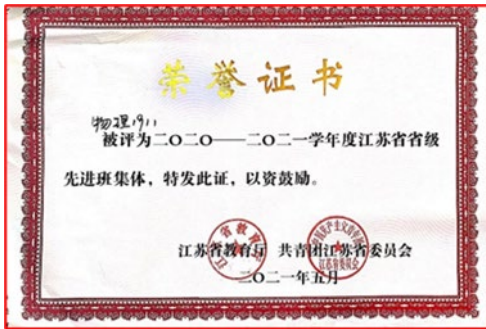 荣誉证书
物理1911
被评为二〇二〇——二〇二一学年度江苏省省级
先进班集体，特发此证，以资鼓励。
江苏省教育厅 共青团江苏省委员会
二〇二一年五月